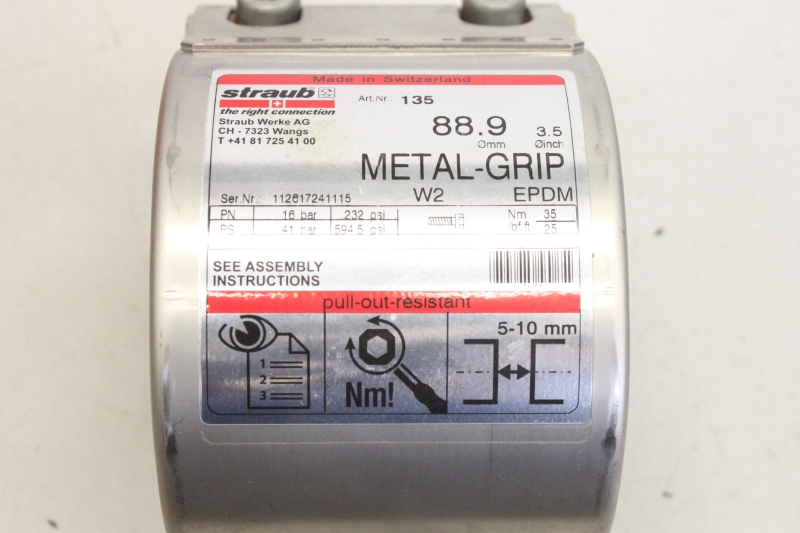 Made in Switzerland
straub
the right connection
Straub Werke AG
CH - 7323 Wangs
T +41 81 725 41 00
Art.Nr.: 135
88.9 3.5
Ømm Øinch
METAL-GRIP
Ser.Nr.: 112617241115 W2 EPDM
PN 16 bar 232 psi Nm 35
PS 41 bar 594.5 psi lbf ft 25
SEE ASSEMBLY
INSTRUCTIONS
pull-out-resistant
1
2
3
Nm!
5-10 mm